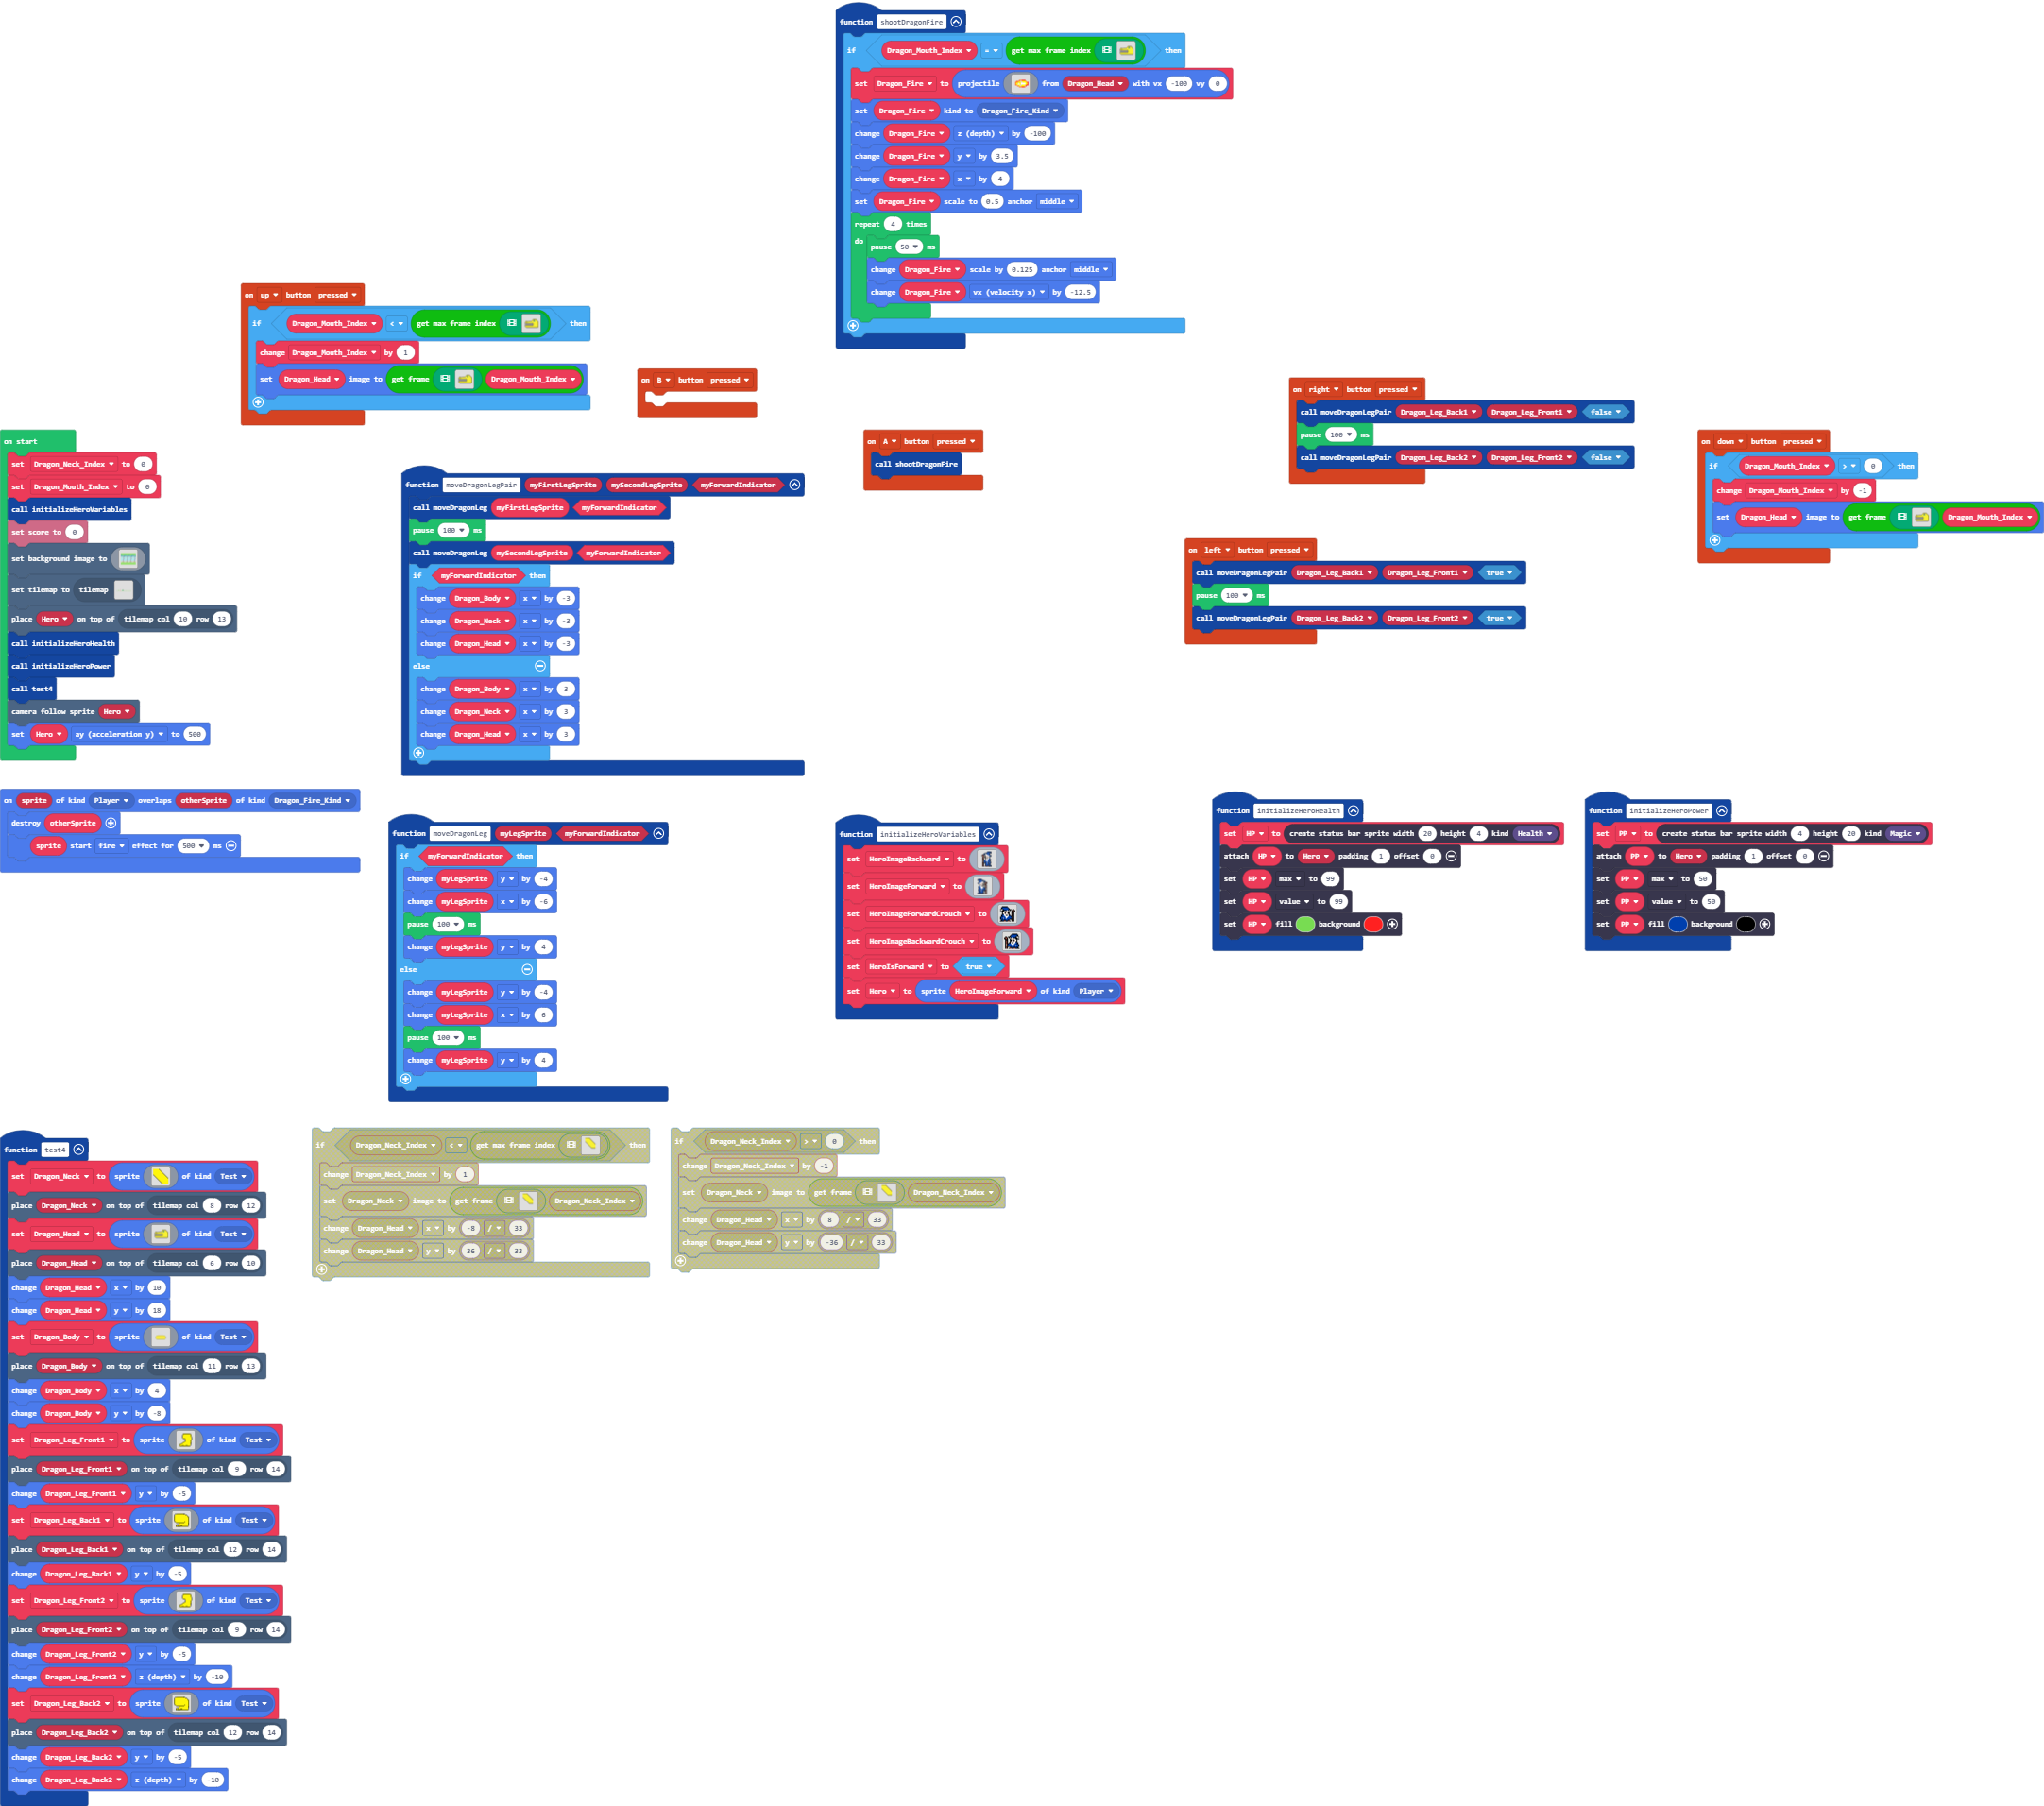 function shootDragonFire
if Dragon_Mouth_Index = get max frame index then
set Dragon_Fire to projectile from Dragon_Head with vx -100 vy 0
set Dragon_Fire kind to Dragon_Fire_Kind
change Dragon_Fire z (depth) by -100
change Dragon_Fire y by 3.5
change Dragon_Fire x by 4
set Dragon_Fire scale to 0.5 anchor middle
repeat 4 times
do
pause 50 ms
change Dragon_Fire scale by 0.125 anchor middle
change Dragon_Fire vx (velocity x) by -12.5
on up button pressed
if Dragon_Mouth_Index < get max frame index then
change Dragon_Mouth_Index by 1
set Dragon_Head image to get frame Dragon_Mouth_Index
on B button pressed
on A button pressed
call shootDragonFire
on right button pressed
call moveDragonLegPair Dragon_Leg_Back1 Dragon_Leg_Front1 false
pause 100 ms
call moveDragonLegPair Dragon_Leg_Back2 Dragon_Leg_Front2 false
on down button pressed
if Dragon_Mouth_Index > 0 then
change Dragon_Mouth_Index by -1
set Dragon_Head image to get frame Dragon_Mouth_Index
on left button pressed
call moveDragonLegPair Dragon_Leg_Back1 Dragon_Leg_Front1 true
pause 100 ms
call moveDragonLegPair Dragon_Leg_Back2 Dragon_Leg_Front2 true
on start
set Dragon_Neck_Index to 0
set Dragon_Mouth_Index to 0
call initializeHeroVariables
set score to 0
set background image to
set tilemap to tilemap
place Hero on top of tilemap col 10 row 13
call initializeHeroHealth
call initializeHeroPower
call test4
camera follow sprite Hero
set Hero ay (acceleration y) to 500
function moveDragonLegPair myFirstLegSprite mySecondLegSprite myForwardIndicator
call moveDragonLeg myFirstLegSprite myForwardIndicator
pause 100 ms
call moveDragonLeg mySecondLegSprite myForwardIndicator
if myForwardIndicator then
change Dragon_Body x by -3
change Dragon_Neck x by -3
change Dragon_Head x by -3
else
change Dragon_Body x by 3
change Dragon_Neck x by 3
change Dragon_Head x by 3
on sprite of kind Player overlaps otherSprite of kind Dragon_Fire_Kind
destroy otherSprite
sprite start fire effect for 500 ms
function moveDragonLeg myLegSprite myForwardIndicator
if myForwardIndicator then
change myLegSprite y by -4
change myLegSprite x by -6
pause 100 ms
change myLegSprite y by 4
else
change myLegSprite y by -4
change myLegSprite x by 6
pause 100 ms
change myLegSprite y by 4
function initializeHeroVariables
set HeroImageBackward to
set HeroImageForward to
set HeroImageForwardCrouch to
set HeroImageBackwardCrouch to
set HeroIsForward to true
set Hero to sprite HeroImageForward of kind Player
function initializeHeroHealth
set HP to create status bar sprite width 20 height 4 kind Health
attach HP to Hero padding 1 offset 0
set HP max to 99
set HP value to 99
set HP fill background
function initializeHeroPower
set PP to create status bar sprite width 4 height 20 kind Magic
attach PP to Hero padding 1 offset 0
set PP max to 50
set PP value to 50
set PP fill background
function test4
set Dragon_Neck to sprite of kind Test
place Dragon_Neck on top of tilemap col 8 row 12
set Dragon_Head to sprite of kind Test
place Dragon_Head on top of tilemap col 6 row 10
change Dragon_Head x by 10
change Dragon_Head y by 18
set Dragon_Body to sprite of kind Test
place Dragon_Body on top of tilemap col 11 row 13
change Dragon_Body x by 4
change Dragon_Body y by -8
set Dragon_Leg_Front1 to sprite of kind Test
place Dragon_Leg_Front1 on top of tilemap col 9 row 14
change Dragon_Leg_Front1 y by -5
set Dragon_Leg_Back1 to sprite of kind Test
place Dragon_Leg_Back1 on top of tilemap col 12 row 14
change Dragon_Leg_Back1 y by -5
set Dragon_Leg_Front2 to sprite of kind Test
place Dragon_Leg_Front2 on top of tilemap col 9 row 14
change Dragon_Leg_Front2 y by -5
change Dragon_Leg_Front2 z (depth) by -10
set Dragon_Leg_Back2 to sprite of kind Test
place Dragon_Leg_Back2 on top of tilemap col 12 row 14
change Dragon_Leg_Back2 y by -5
change Dragon_Leg_Back2 z (depth) by -10
if Dragon_Neck_Index < get max frame index then
change Dragon_Neck_Index by 1
set Dragon_Neck image to get frame Dragon_Neck_Index
change Dragon_Head x by -8 / 33
change Dragon_Head y by 36 / 33
if Dragon_Neck_Index > 0 then
change Dragon_Neck_Index by -1
set Dragon_Neck image to get frame Dragon_Neck_Index
change Dragon_Head x by 8 / 33
change Dragon_Head y by -36 / 33